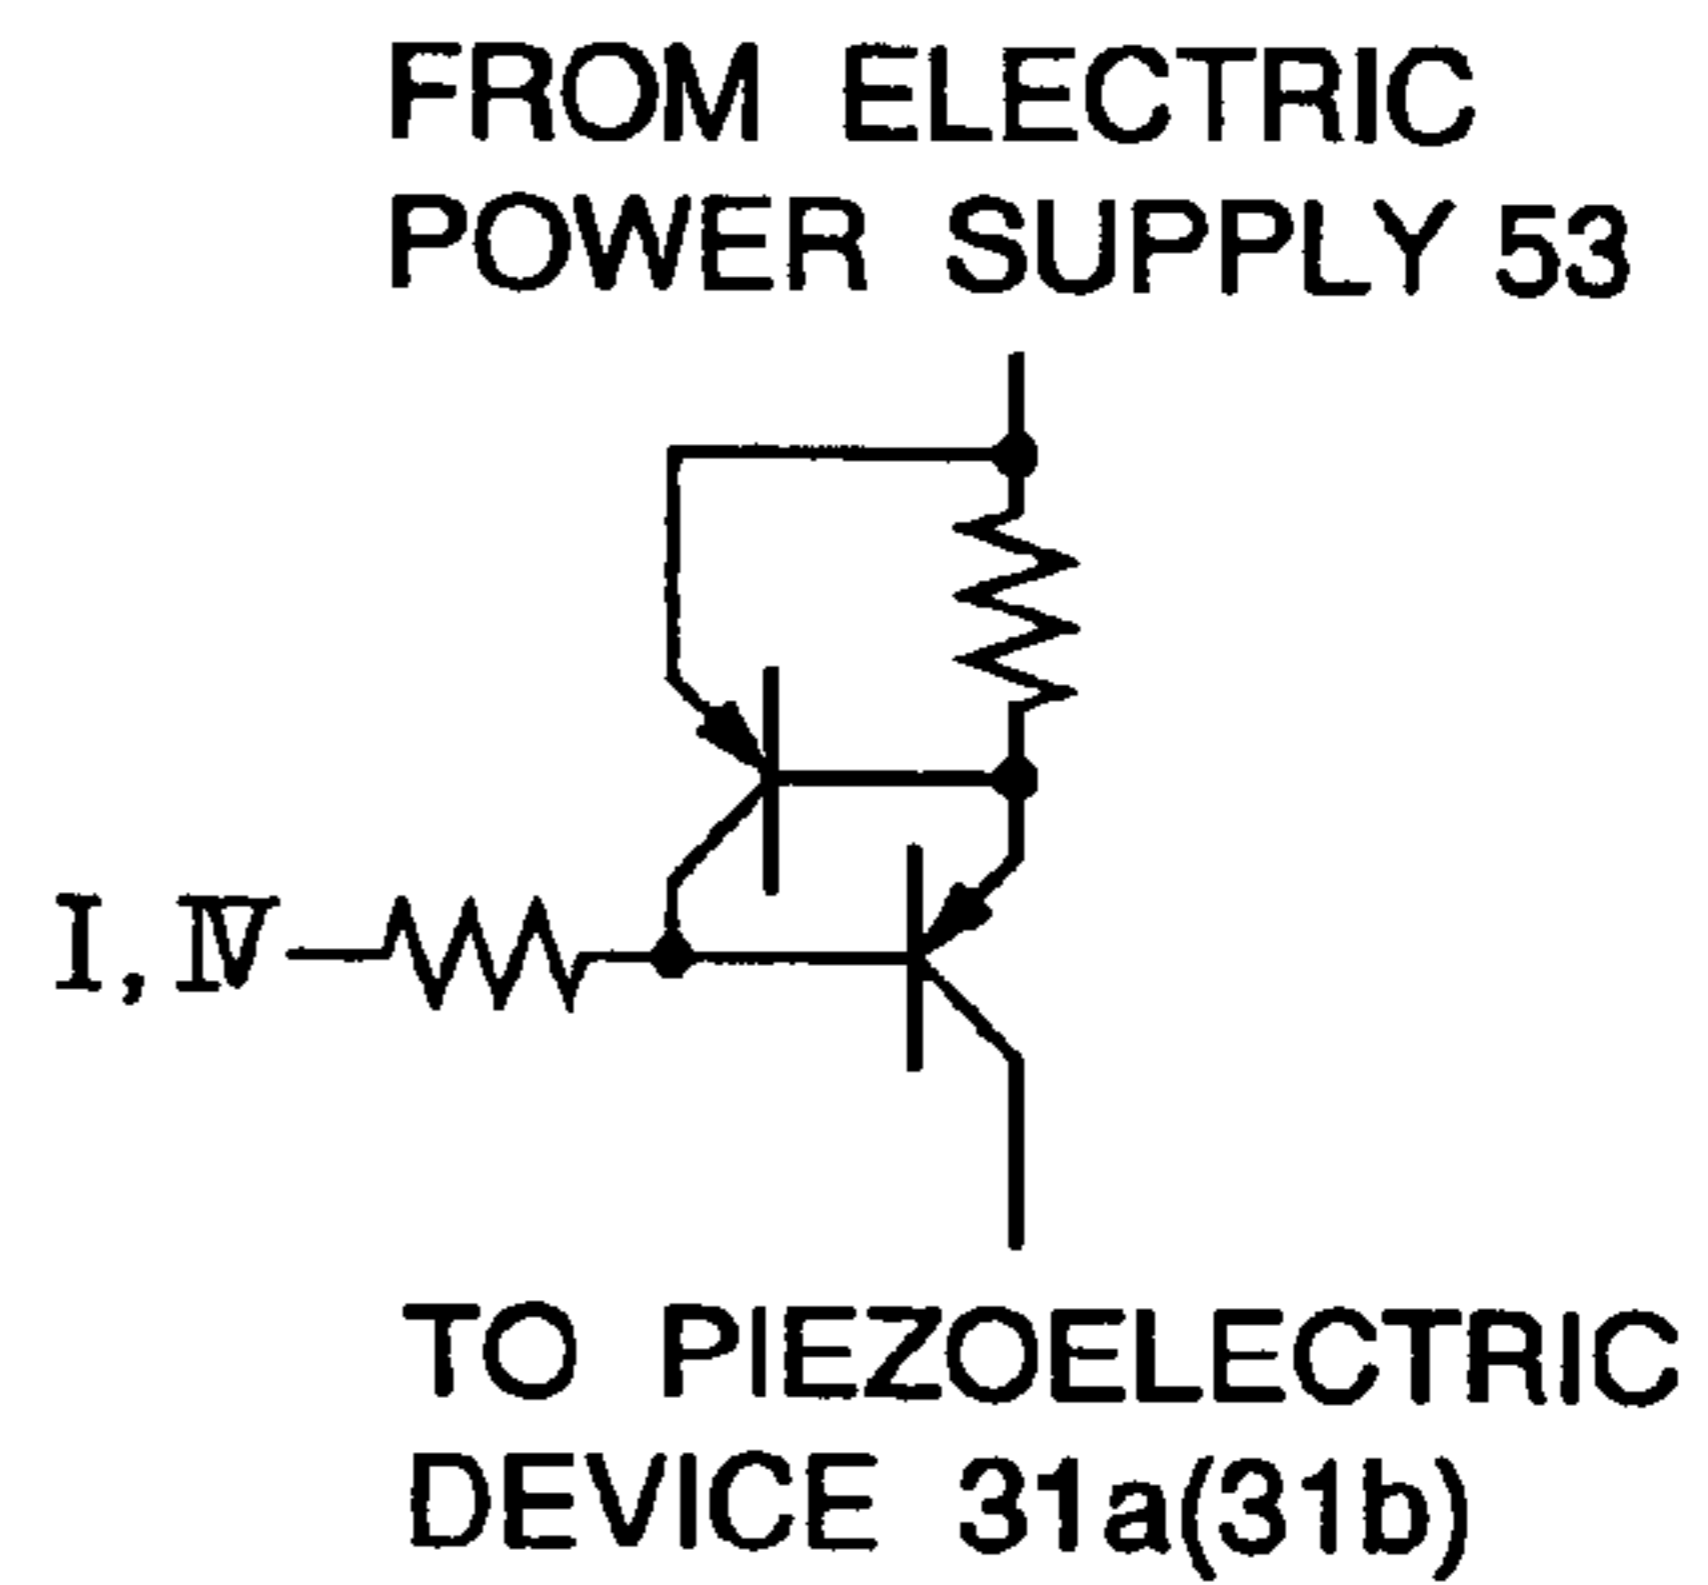 FROM ELECTRIC
POWER SUPPLY 53
I, IV
TO PIEZOELECTRIC
DEVICE 31a(31b)